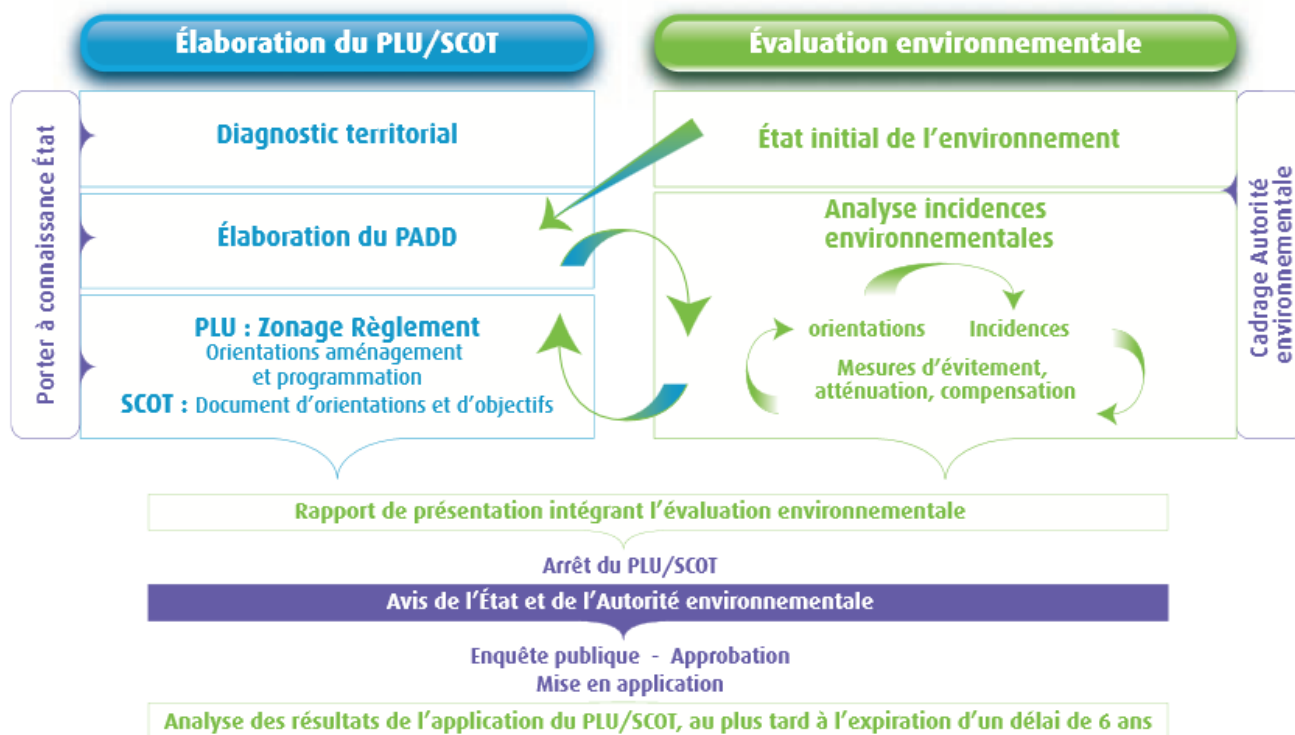 Élaboration du PLU/SCOT
Évaluation environnementale
Porter à connaissance État
Diagnostic territorial
Élaboration du PADD
PLU : Zonage Règlement
Orientations aménagement
et programmation
SCOT : Document d'orientations et d'objectifs
État initial de l'environnement
Analyse incidences
environnementales
orientations
Incidences
Mesures d'évitement,
atténuation, compensation
Cadrage Autorité
environnementale
Rapport de présentation intégrant l'évaluation environnementale
Arrêt du PLU/SCOT
Avis de l'État et de l'Autorité environnementale
Enquête publique - Approbation
Mise en application
Analyse des résultats de l'application du PLU/SCOT, au plus tard à l'expiration d'un délai de 6 ans